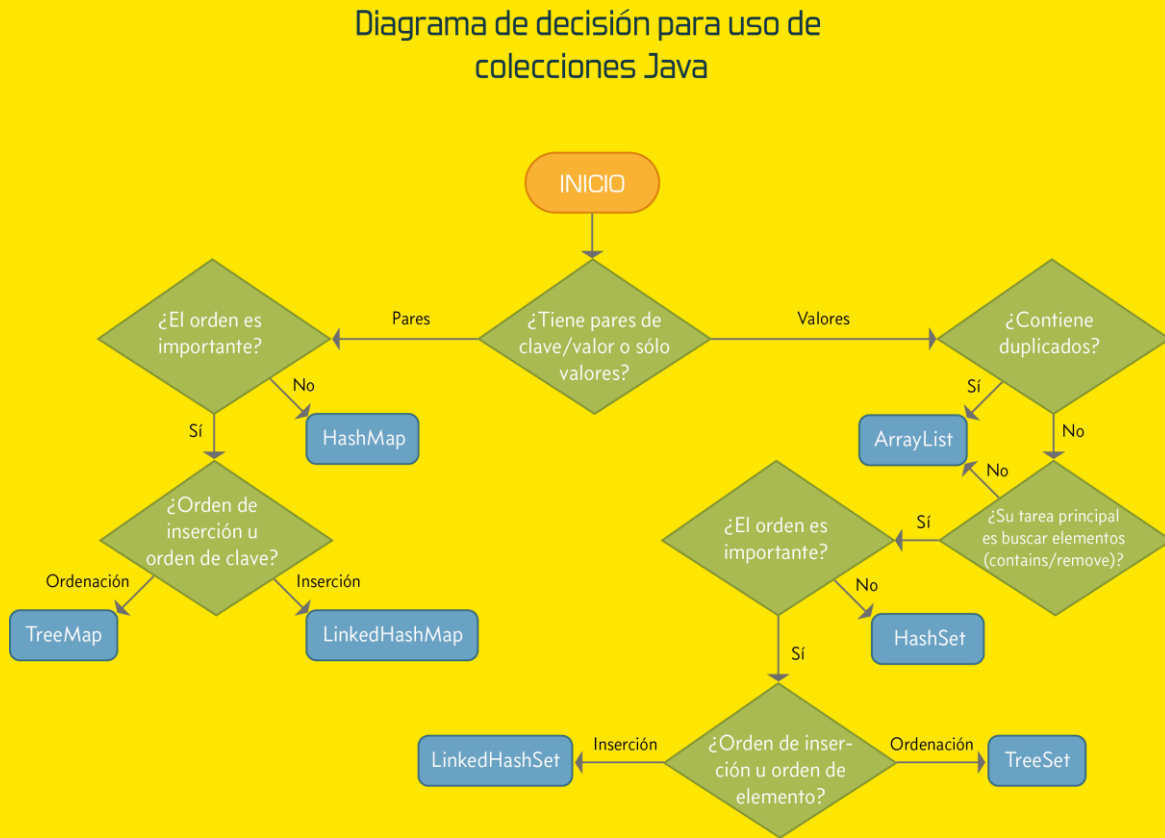 Diagrama de decisión para uso de
colecciones Java
INICIO
¿Tiene pares de
clave/valor o sólo
valores?
Pares
Valores
¿El orden es
importante?
No
HashMap
Sí
¿Orden de
inserción u
orden de clave?
Ordenación
TreeMap
Inserción
LinkedHashMap
¿Contiene
duplicados?
Sí
ArrayList
No
No
¿Su tarea principal
es buscar elementos
(contains/remove)?
Sí
¿El orden es
importante?
No
HashSet
Sí
¿Orden de inser-
ción u orden de
elemento?
Inserción
LinkedHashSet
Ordenación
TreeSet